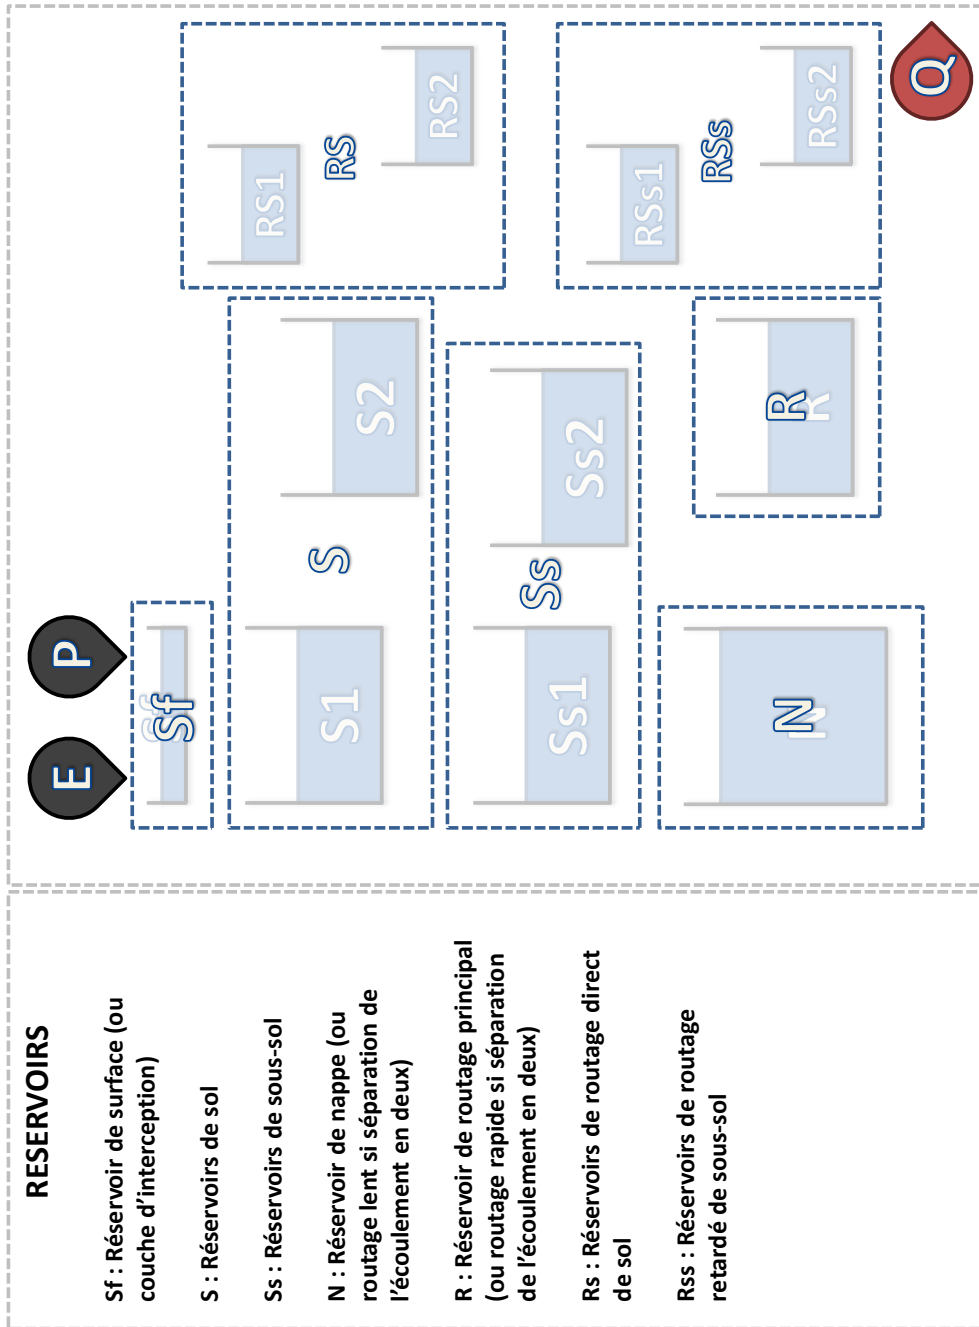 RESERVOIRS
Sf : Réservoir de surface (ou
couche d’interception)
S : Réservoirs de sol
Ss : Réservoirs de sous-sol
N : Réservoir de nappe (ou
routage lent si séparation de
l’écoulement en deux)
R : Réservoir de routage principal
(ou routage rapide si séparation
de l’écoulement en deux)
Rs : Réservoirs de routage direct
de sol
Rss : Réservoirs de routage
retardé de sous-sol
E
P
Sf
Sf
S1
S
S2
RS1
RS
RS2
Ss1
Ss
Ss2
RSs1
RSs
RSs2
N
N
R
R
Q